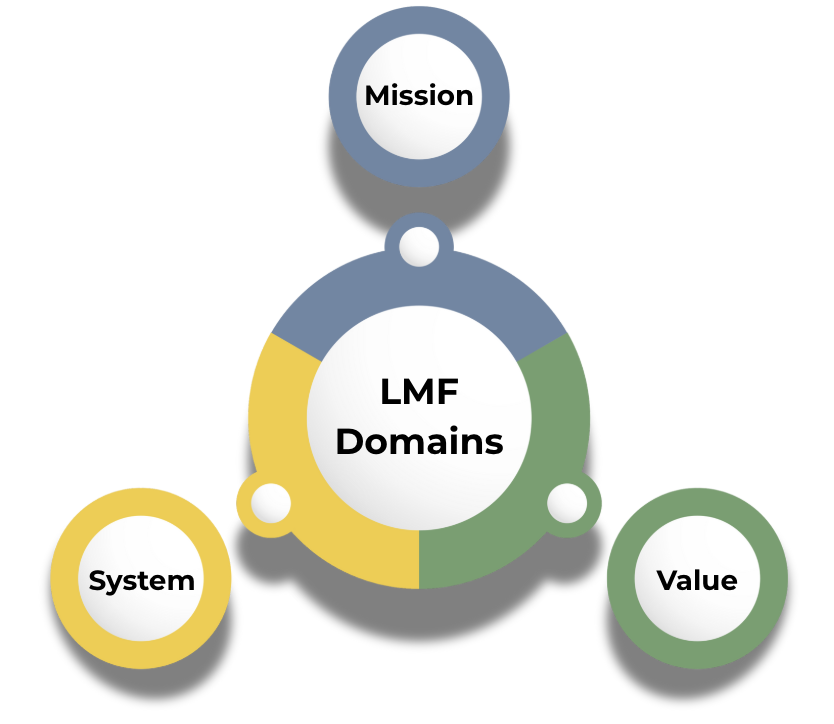 Mission
LMF
Domains
System
Value